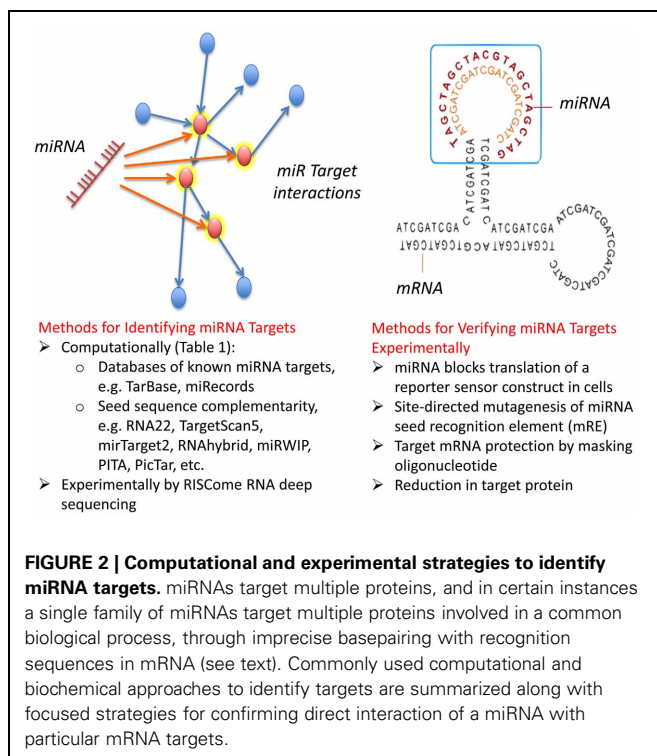 miRNA
miR Target
interactions
TAGCTAGCTACGTAGCTAGCTAG
miRNA
ATCGATCGA
TCGATCGAT
C
C
ATCGATCGA
ATCGATCGA
mRNA
Methods for Identifying miRNA Targets
➢ Computationally (Table 1):
o Databases of known miRNA targets,
e.g. TarBase, miRecords
o Seed sequence complementarity,
e.g. RNA22, TargetScan5,
mirTarget2, RNAhybrid, miRWIP,
PITA, PicTar, etc.
➢ Experimentally by RISCome RNA deep
sequencing
Methods for Verifying miRNA Targets
Experimentally
➢ miRNA blocks translation of a
reporter sensor construct in cells
➢ Site-directed mutagenesis of miRNA
seed recognition element (mRE)
➢ Target mRNA protection by masking
oligonucleotide
➢ Reduction in target protein
FIGURE 2 | Computational and experimental strategies to identify
miRNA targets. miRNAs target multiple proteins, and in certain instances
a single family of miRNAs target multiple proteins involved in a common
biological process, through imprecise basepairing with recognition
sequences in mRNA (see text). Commonly used computational and
biochemical approaches to identify targets are summarized along with
focused strategies for confirming direct interaction of a miRNA with
particular mRNA targets.